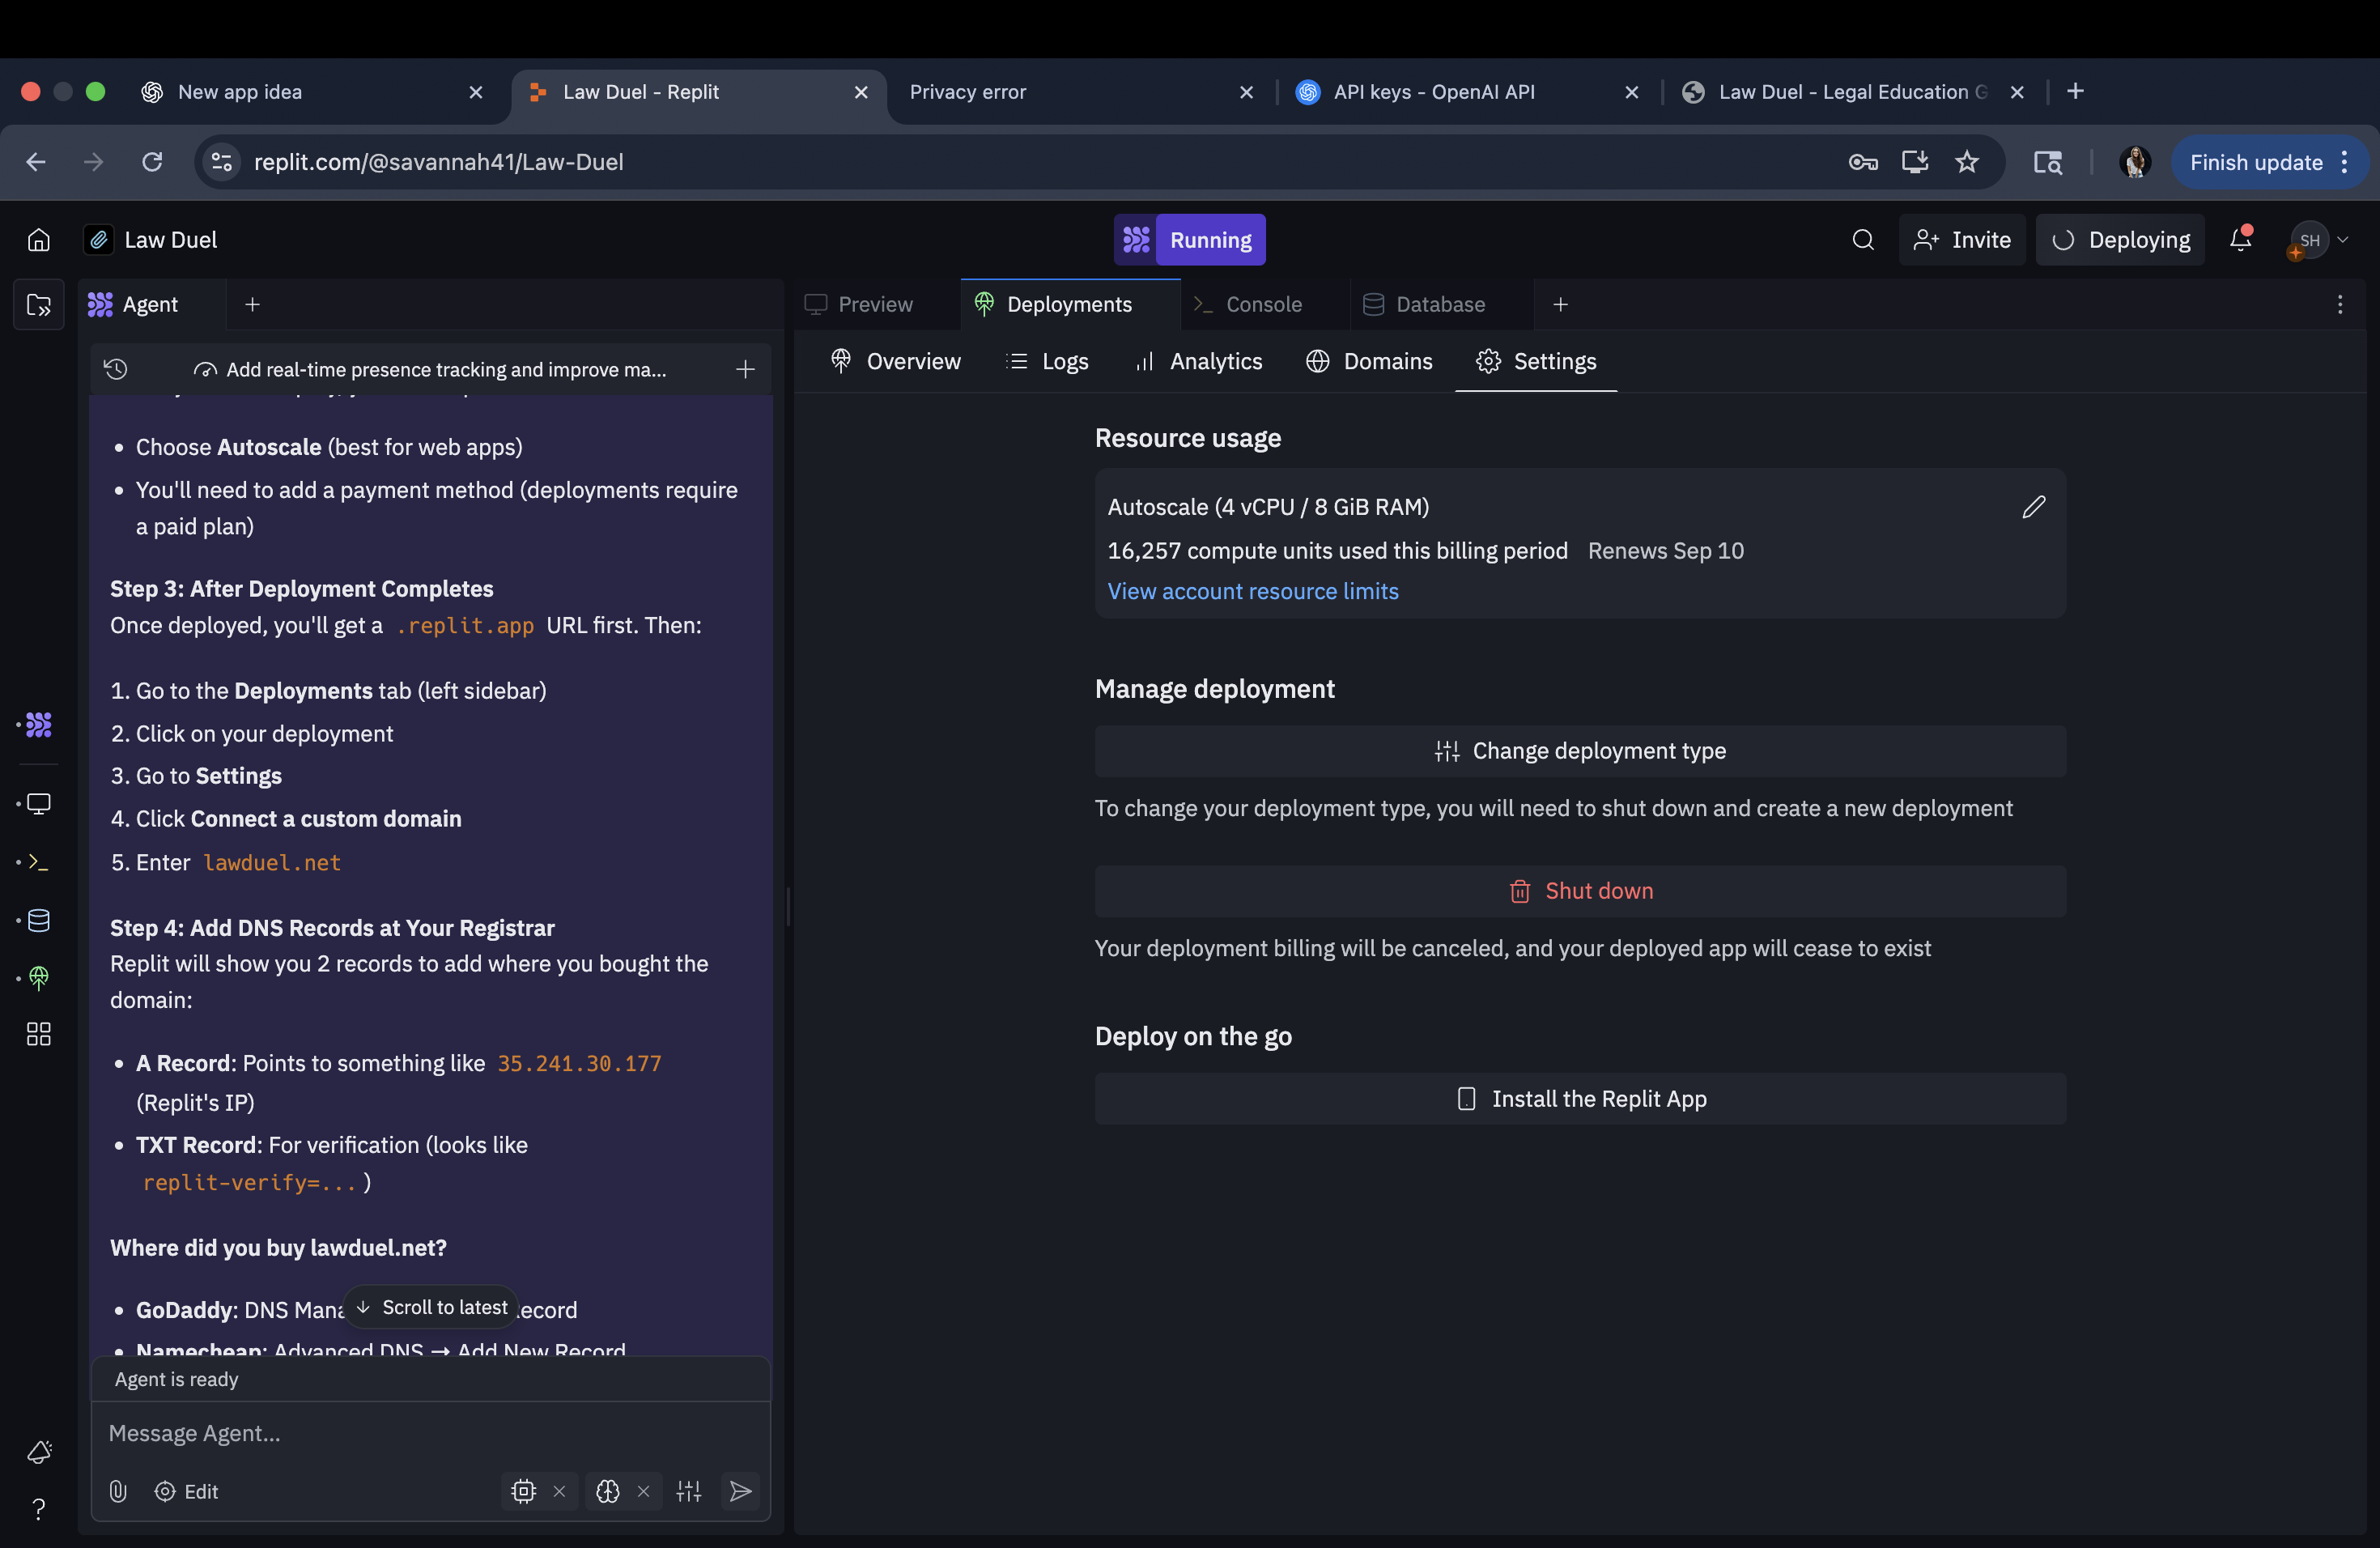 New app idea
Law Duel - Replit
Privacy error
API keys - OpenAI API
Law Duel - Legal Education G
replit.com/@savannah41/Law-Duel
Finish update
Law Duel
Running
Invite
Deploying
SH
Agent
Preview
Deployments
Console
Database
Add real-time presence tracking and improve ma...
Overview
Logs
Analytics
Domains
Settings
• Choose Autoscale (best for web apps)
• You'll need to add a payment method (deployments require
a paid plan)
Step 3: After Deployment Completes
Once deployed, you'll get a .replit.app URL first. Then:
1. Go to the Deployments tab (left sidebar)
2. Click on your deployment
3. Go to Settings
4. Click Connect a custom domain
5. Enter lawduel.net
Step 4: Add DNS Records at Your Registrar
Replit will show you 2 records to add where you bought the
domain:
• A Record: Points to something like 35.241.30.177
(Replit's IP)
• TXT Record: For verification (looks like
replit-verify=...)
Where did you buy lawduel.net?
• GoDaddy: DNS Mana
Scroll to latest
ecord
• Namecheap: Advanced DNS → Add New Record
Agent is ready
Message Agent...
Edit
Resource usage
Autoscale (4 vCPU / 8 GiB RAM)
16,257 compute units used this billing period Renews Sep 10
View account resource limits
Manage deployment
Change deployment type
To change your deployment type, you will need to shut down and create a new deployment
Shut down
Your deployment billing will be canceled, and your deployed app will cease to exist
Deploy on the go
Install the Replit App